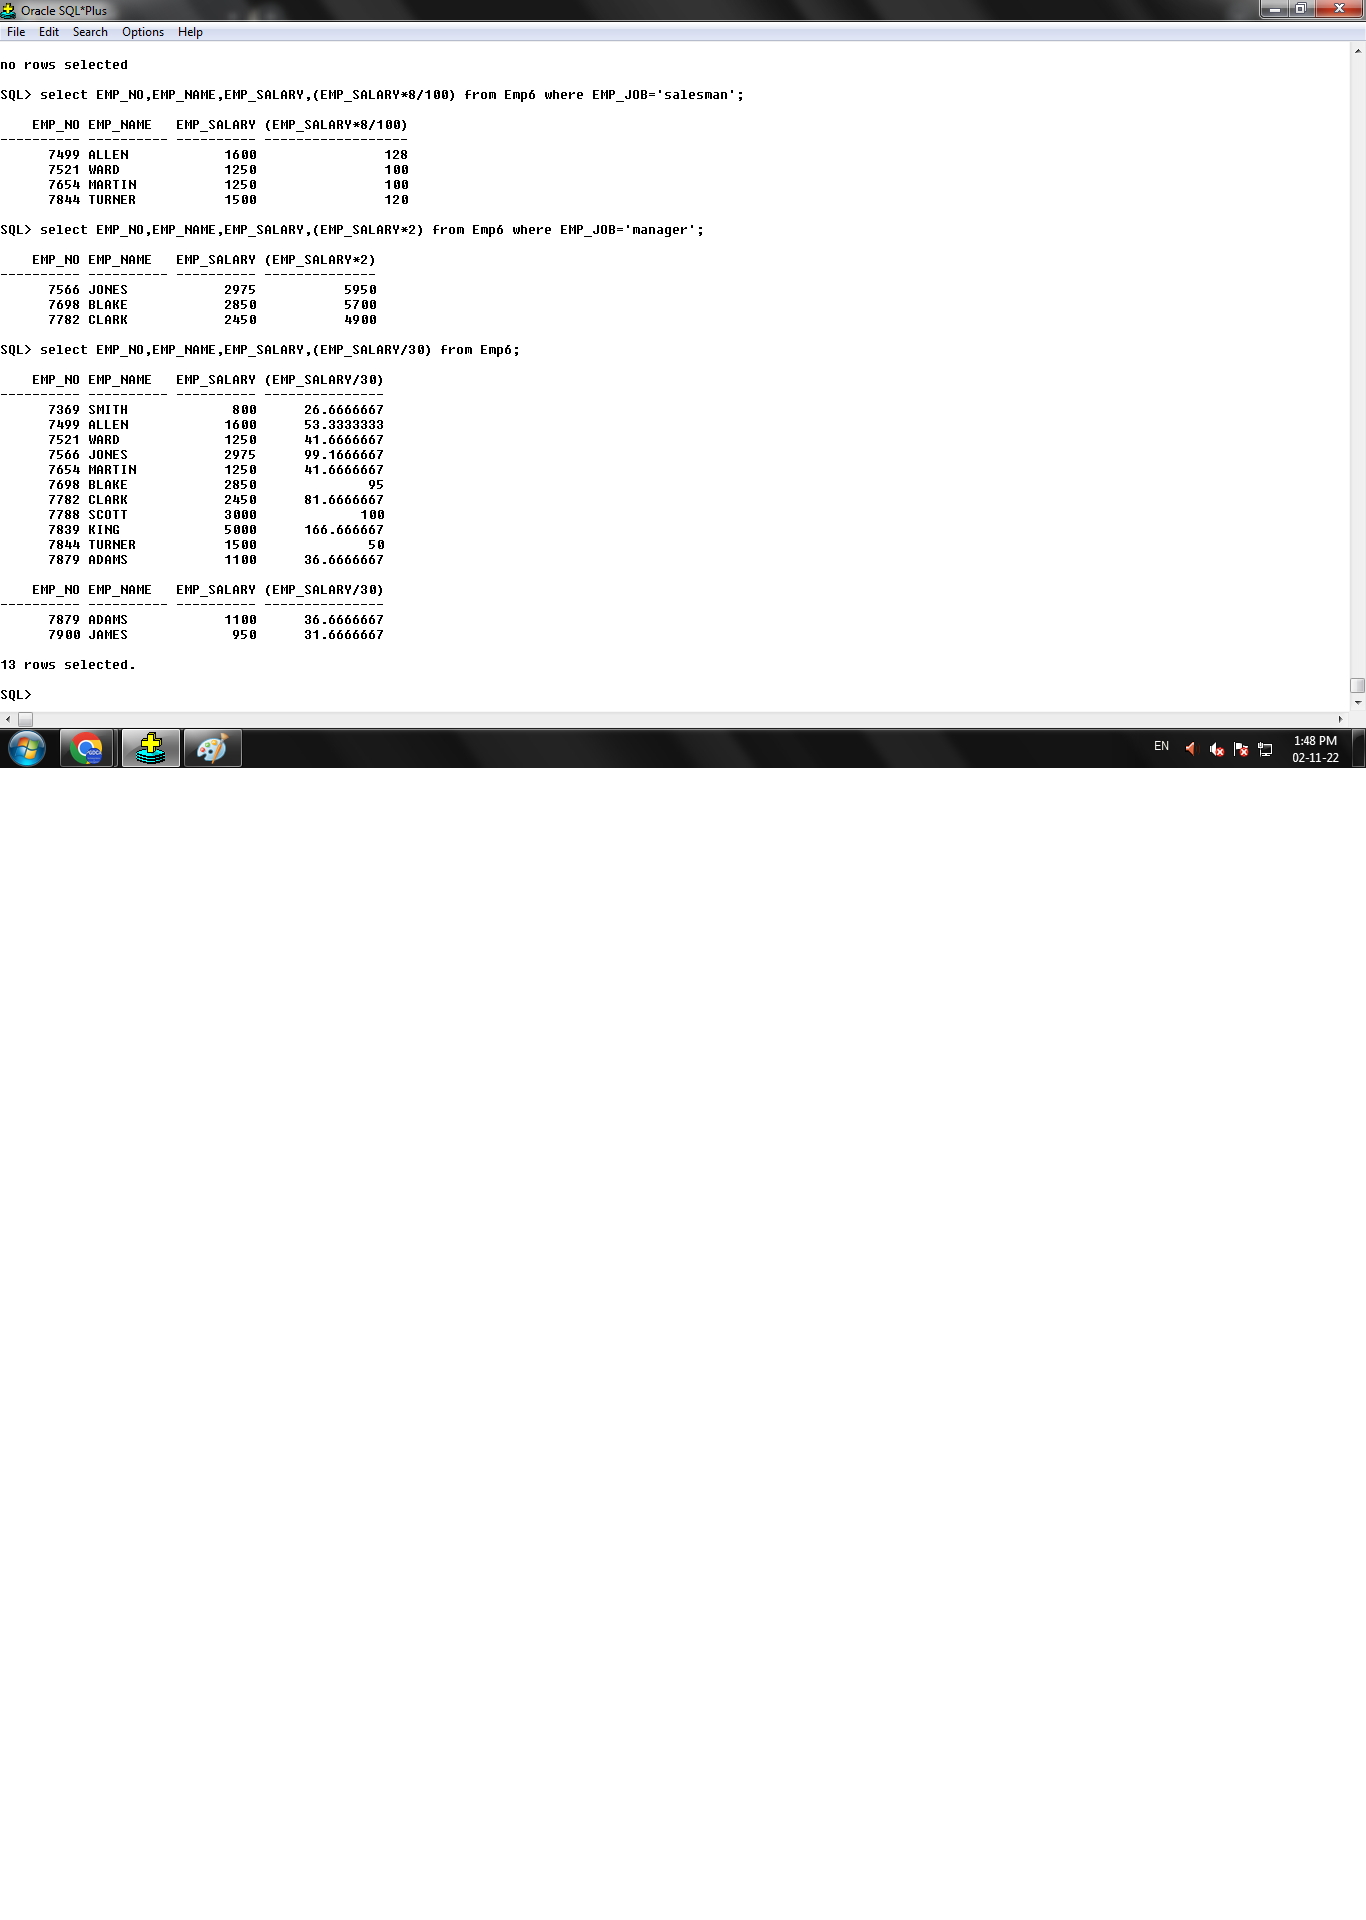 Oracle SQL*Plus
File Edit Search Options Help
no rows selected
SQL> select EMP_NO,EMP_NAME,EMP_SALARY,(EMP_SALARY*8/100) from Emp6 where EMP_JOB='salesman';
EMP_NO EMP_NAME EMP_SALARY (EMP_SALARY*8/100)
---------- ---------- ---------- ------------------
7499 ALLEN 1600 128
7521 WARD 1250 100
7654 MARTIN 1250 100
7844 TURNER 1500 120
SQL> select EMP_NO,EMP_NAME,EMP_SALARY,(EMP_SALARY*2) from Emp6 where EMP_JOB='manager';
EMP_NO EMP_NAME EMP_SALARY (EMP_SALARY*2)
---------- ---------- ---------- --------------
7566 JONES 2975 5950
7698 BLAKE 2850 5700
7782 CLARK 2450 4900
SQL> select EMP_NO,EMP_NAME,EMP_SALARY,(EMP_SALARY/30) from Emp6;
EMP_NO EMP_NAME EMP_SALARY (EMP_SALARY/30)
---------- ---------- ---------- ---------------
7369 SMITH 800 26.6666667
7499 ALLEN 1600 53.3333333
7521 WARD 1250 41.6666667
7566 JONES 2975 99.1666667
7654 MARTIN 1250 41.6666667
7698 BLAKE 2850 95
7782 CLARK 2450 81.6666667
7788 SCOTT 3000 100
7839 KING 5000 166.666667
7844 TURNER 1500 50
7879 ADAMS 1100 36.6666667
EMP_NO EMP_NAME EMP_SALARY (EMP_SALARY/30)
---------- ---------- ---------- ---------------
7879 ADAMS 1100 36.6666667
7900 JAMES 950 31.6666667
13 rows selected.
SQL>
EN
1:48 PM
02-11-22